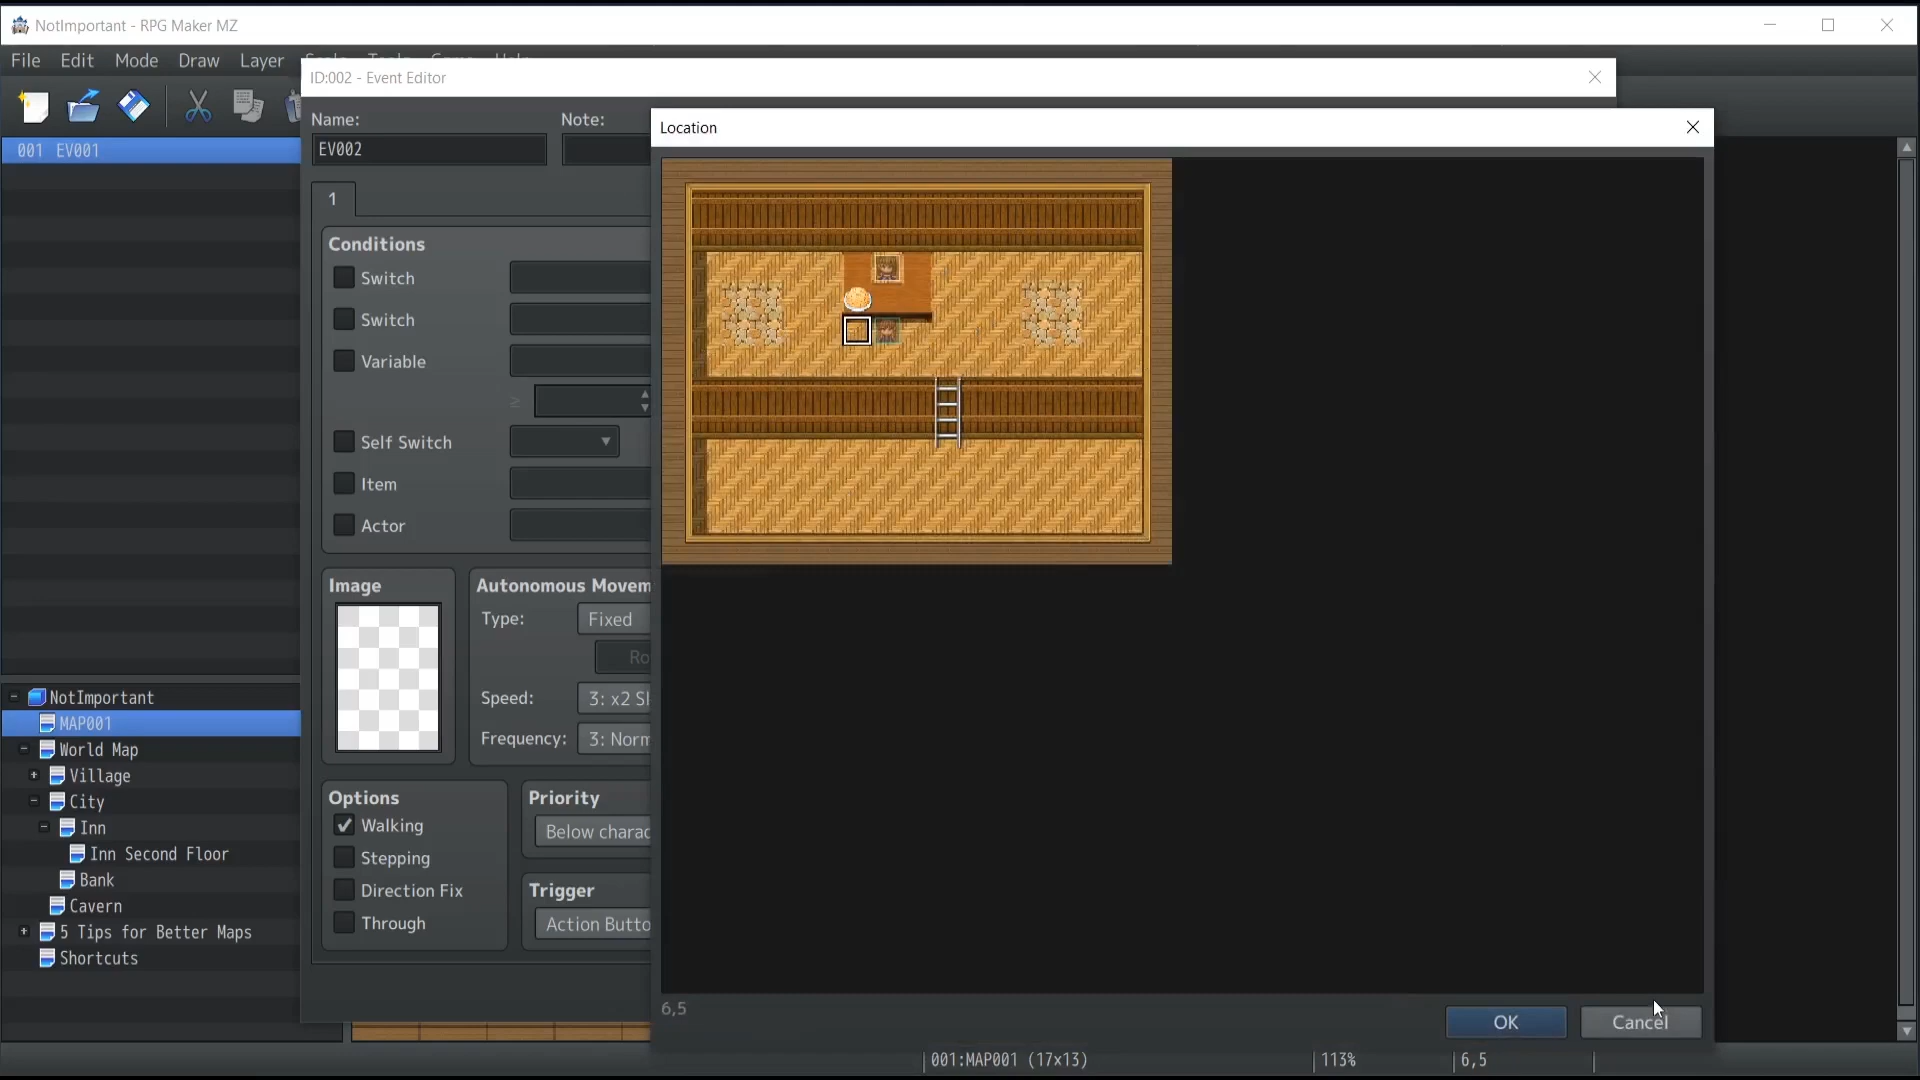 NotImportant - RPG Maker MZ
File Edit Mode Draw Layer
ID:002 - Event Editor
Name:
Note:
Location
001 EV001
EV002
1
Conditions
Switch
Switch
Variable
≥
Self Switch
Item
Actor
Image
Autonomous Movem
Type:
Fixed
Ro
Speed:
3: x2 Sl
Frequency:
3: Norm
NotImportant
MAP001
World Map
Village
City
Inn
Inn Second Floor
Bank
Cavern
5 Tips for Better Maps
Shortcuts
Options
Walking
Stepping
Direction Fix
Through
Priority
Below charac
Trigger
Action Butto
6,5
OK
Cancel
001:MAP001 (17x13)
113%
6,5